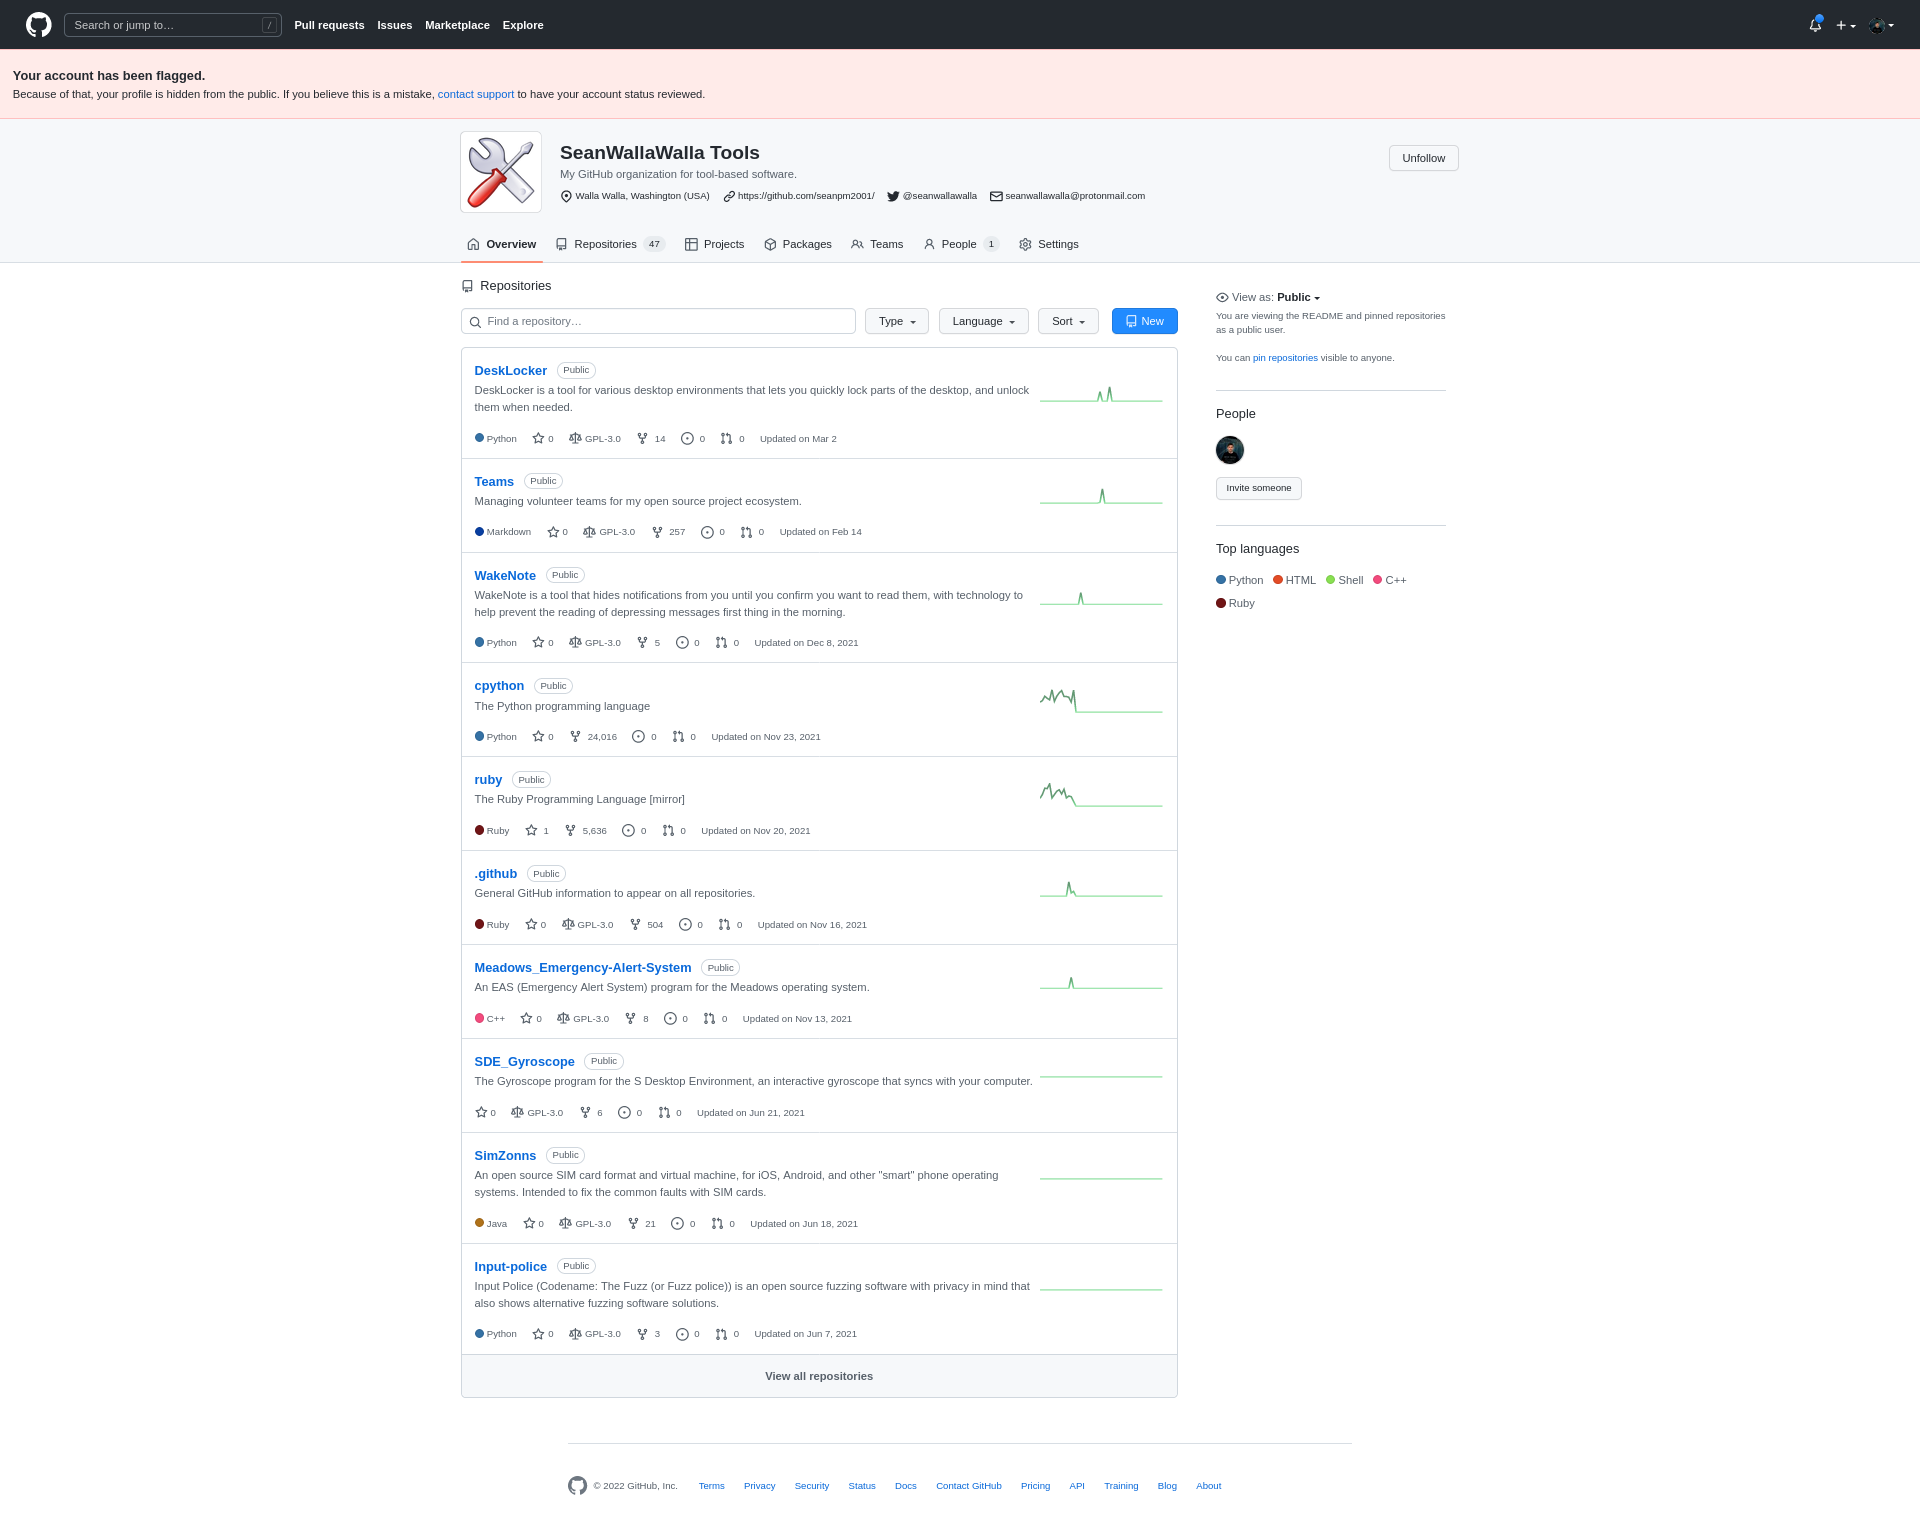 Search or jump to… /
Pull requests Issues Marketplace Explore
Your account has been flagged.
Because of that, your profile is hidden from the public. If you believe this is a mistake, contact support to have your account status reviewed.
SeanWallaWalla Tools
Unfollow
My GitHub organization for tool-based software.
Walla Walla, Washington (USA) https://github.com/seanpm2001/ @seanwallawalla seanwallawalla@protonmail.com
Overview Repositories 47 Projects Packages Teams People 1 Settings
Repositories
Find a repository… Type Language Sort New
DeskLocker Public
DeskLocker is a tool for various desktop environments that lets you quickly lock parts of the desktop, and unlock
them when needed.
Python 0 GPL-3.0 14 0 0 Updated on Mar 2
Teams Public
Managing volunteer teams for my open source project ecosystem.
Markdown 0 GPL-3.0 257 0 0 Updated on Feb 14
WakeNote Public
WakeNote is a tool that hides notifications from you until you confirm you want to read them, with technology to
help prevent the reading of depressing messages first thing in the morning.
Python 0 GPL-3.0 5 0 0 Updated on Dec 8, 2021
cpython Public
The Python programming language
Python 0 24,016 0 0 Updated on Nov 23, 2021
ruby Public
The Ruby Programming Language [mirror]
Ruby 1 5,636 0 0 Updated on Nov 20, 2021
.github Public
General GitHub information to appear on all repositories.
Ruby 0 GPL-3.0 504 0 0 Updated on Nov 16, 2021
Meadows_Emergency-Alert-System Public
An EAS (Emergency Alert System) program for the Meadows operating system.
C++ 0 GPL-3.0 8 0 0 Updated on Nov 13, 2021
SDE_Gyroscope Public
The Gyroscope program for the S Desktop Environment, an interactive gyroscope that syncs with your computer.
0 GPL-3.0 6 0 0 Updated on Jun 21, 2021
SimZonns Public
An open source SIM card format and virtual machine, for iOS, Android, and other "smart" phone operating
systems. Intended to fix the common faults with SIM cards.
Java 0 GPL-3.0 21 0 0 Updated on Jun 18, 2021
Input-police Public
Input Police (Codename: The Fuzz (or Fuzz police)) is an open source fuzzing software with privacy in mind that
also shows alternative fuzzing software solutions.
Python 0 GPL-3.0 3 0 0 Updated on Jun 7, 2021
View all repositories
View as: Public
You are viewing the README and pinned repositories
as a public user.
You can pin repositories visible to anyone.
People
Invite someone
Top languages
Python HTML Shell C++
Ruby
© 2022 GitHub, Inc. Terms Privacy Security Status Docs Contact GitHub Pricing API Training Blog About